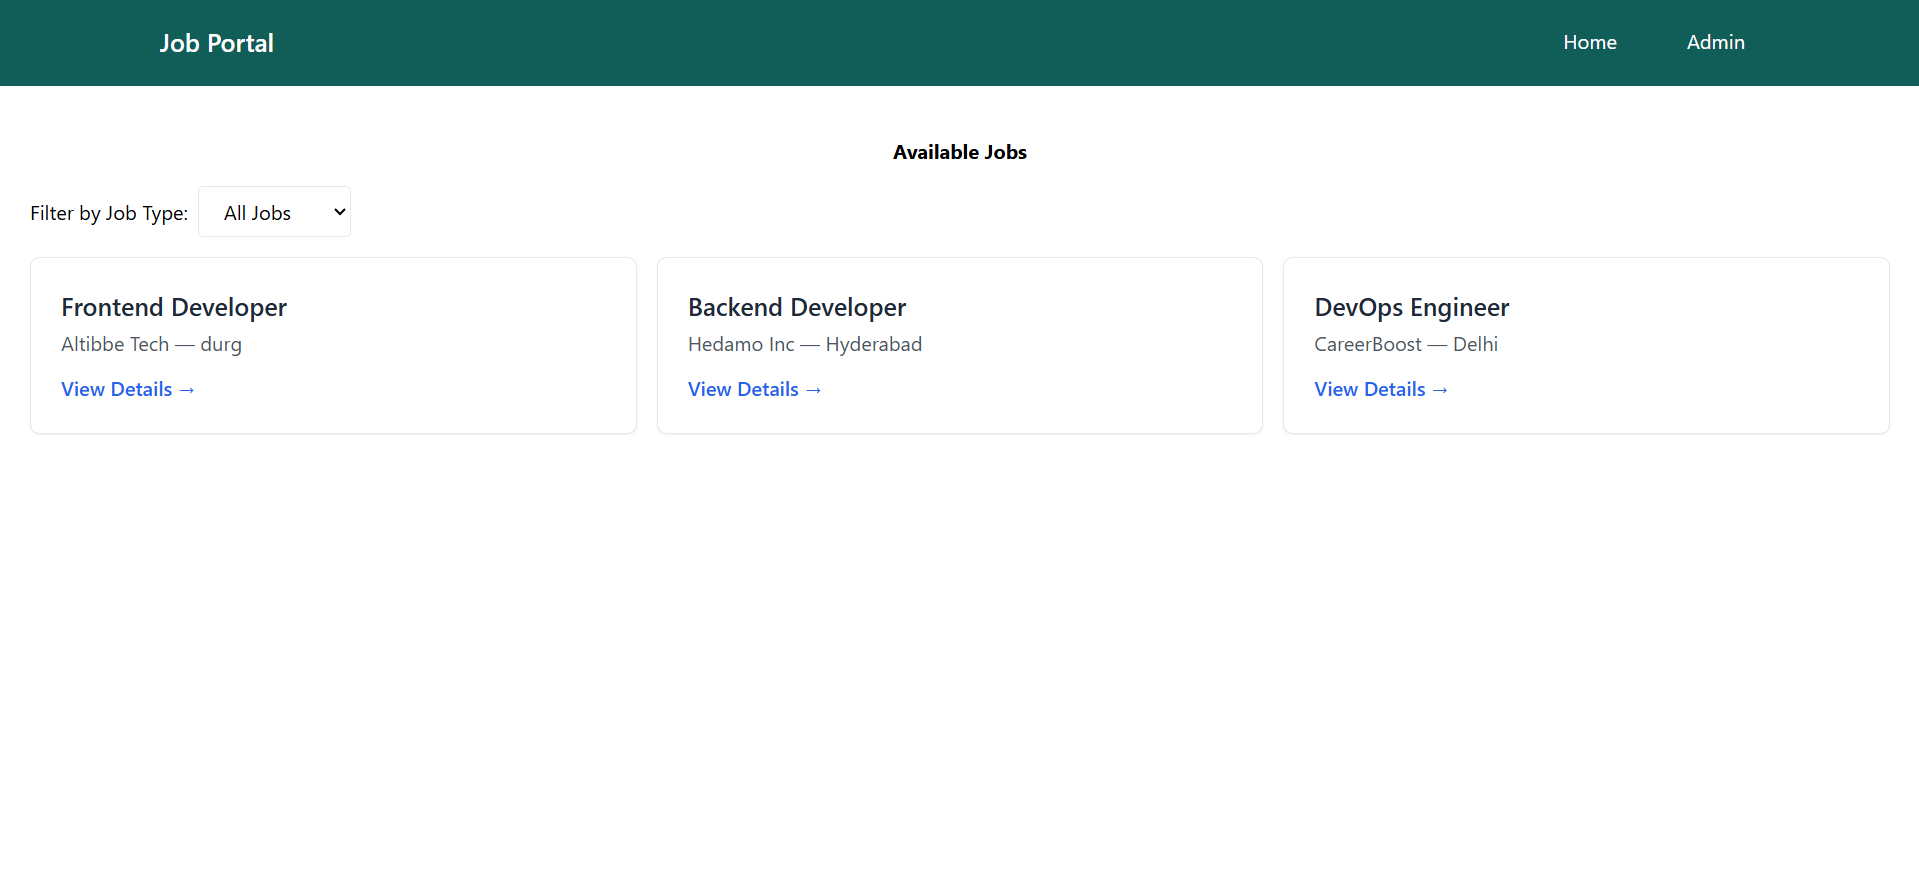 Job Portal
Home
Admin
Available Jobs
Filter by Job Type:
All Jobs
Frontend Developer
Altibbe Tech — durg
View Details →
Backend Developer
Hedamo Inc — Hyderabad
View Details →
DevOps Engineer
CareerBoost — Delhi
View Details →